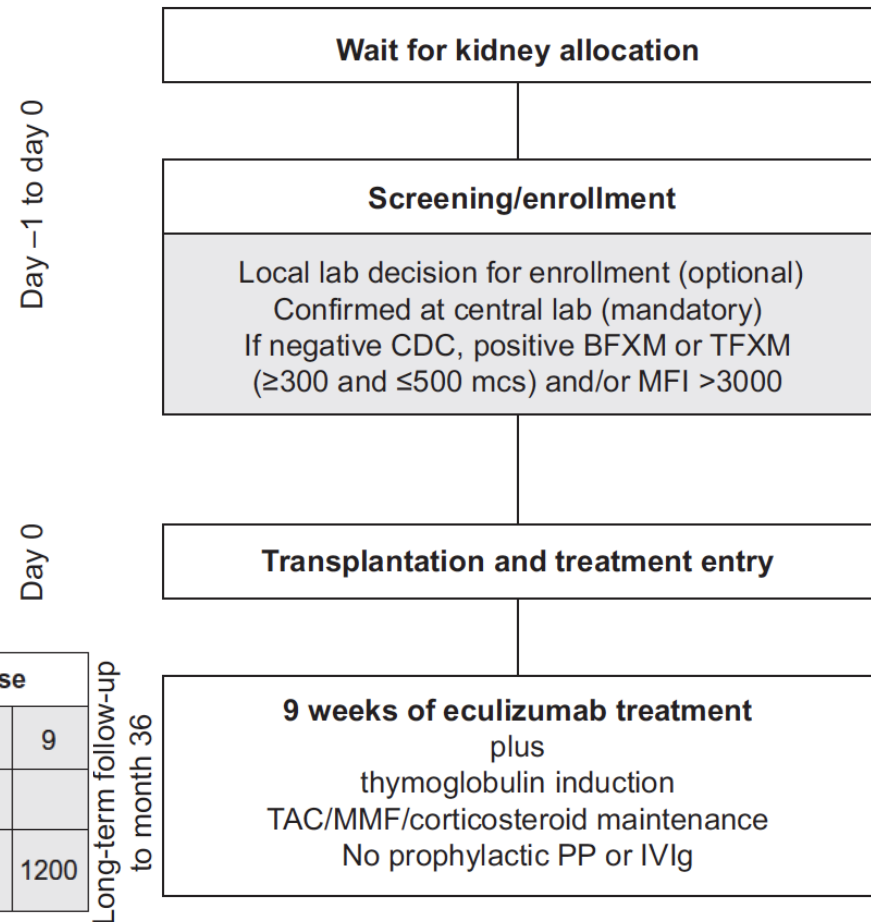 Wait for kidney allocation
Day –1 to day 0
Screening/enrollment
Local lab decision for enrollment (optional)
Confirmed at central lab (mandatory)
If negative CDC, positive BFXM or TFXM
(≥300 and ≤500 mcs) and/or MFI >3000
Day 0
Transplantation and treatment entry
se
9
1200
Long-term follow-up
to month 36
9 weeks of eculizumab treatment
plus
thymoglobulin induction
TAC/MMF/corticosteroid maintenance
No prophylactic PP or IVIg